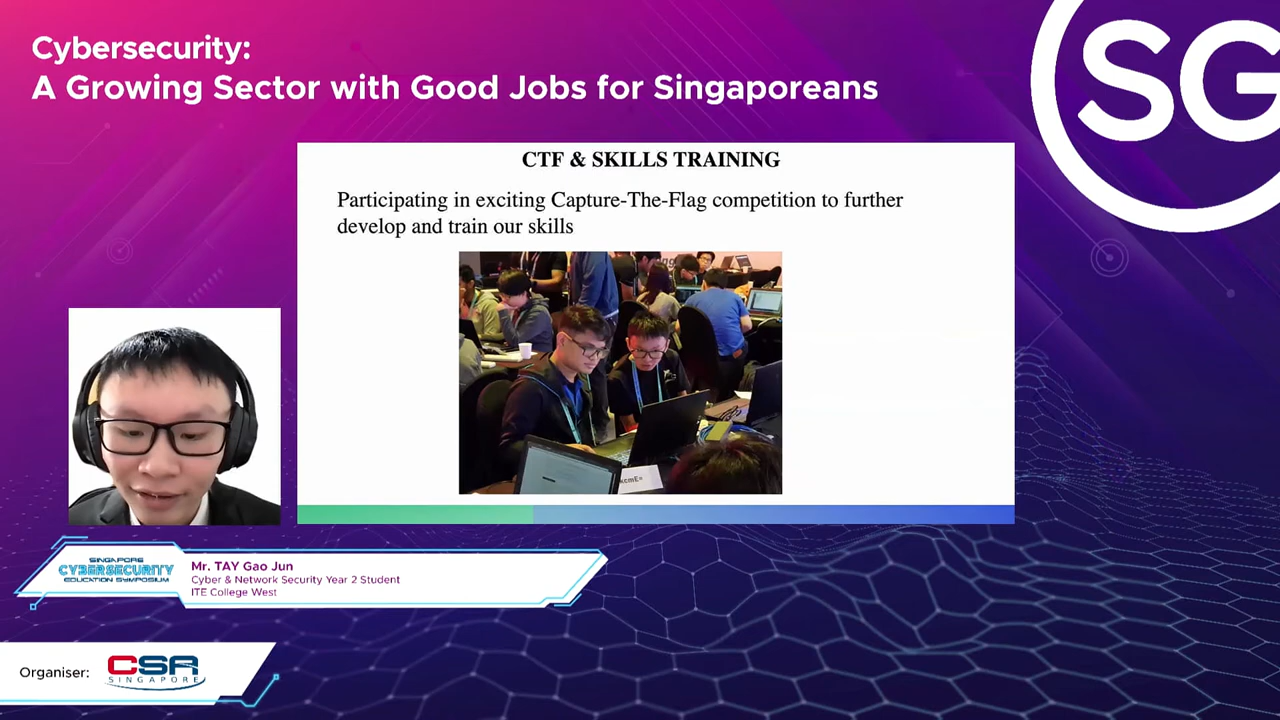 Cybersecurity:
A Growing Sector with Good Jobs for Singaporeans
SG
CTF & SKILLS TRAINING
Participating in exciting Capture-The-Flag competition to further
develop and train our skills
SINGAPORE
CYBERSECURITY
EDUCATION SYMPOSIUM
Mr. TAY Gao Jun
Cyber & Network Security Year 2 Student
ITE College West
Organiser:
CSA
SINGAPORE